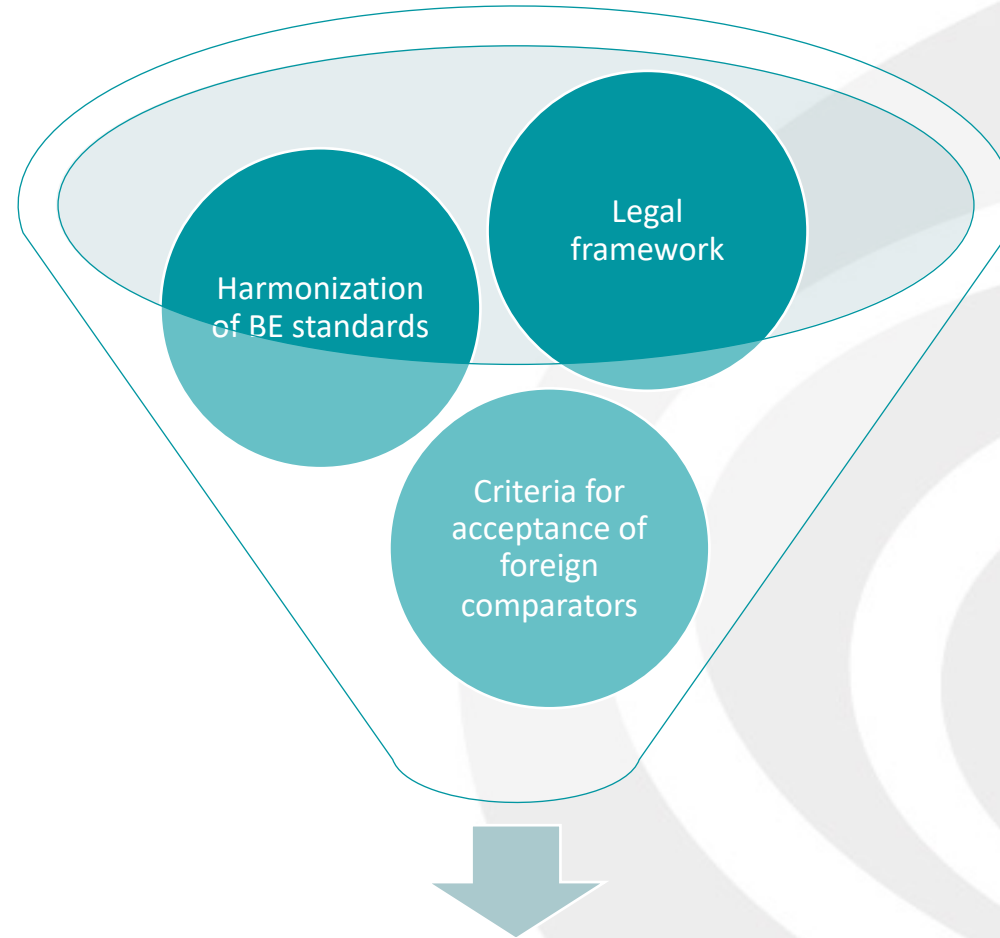 Legal
framework
Harmonization
of BE standards
Criteria for
acceptance of
foreign
comparators